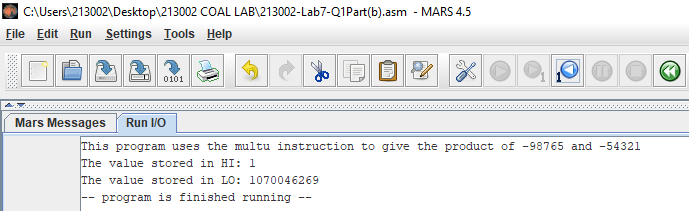 C:\Users\213002\Desktop\213002 COAL LAB\213002-Lab7-Q1Part(b).asm - MARS 4.5
File Edit Run Settings Tools Help
0101 1 1
Mars Messages Run I/O
This program uses the multu instruction to give the product of -98765 and -54321
The value stored in HI: 1
The value stored in LO: 1070046269
-- program is finished running --